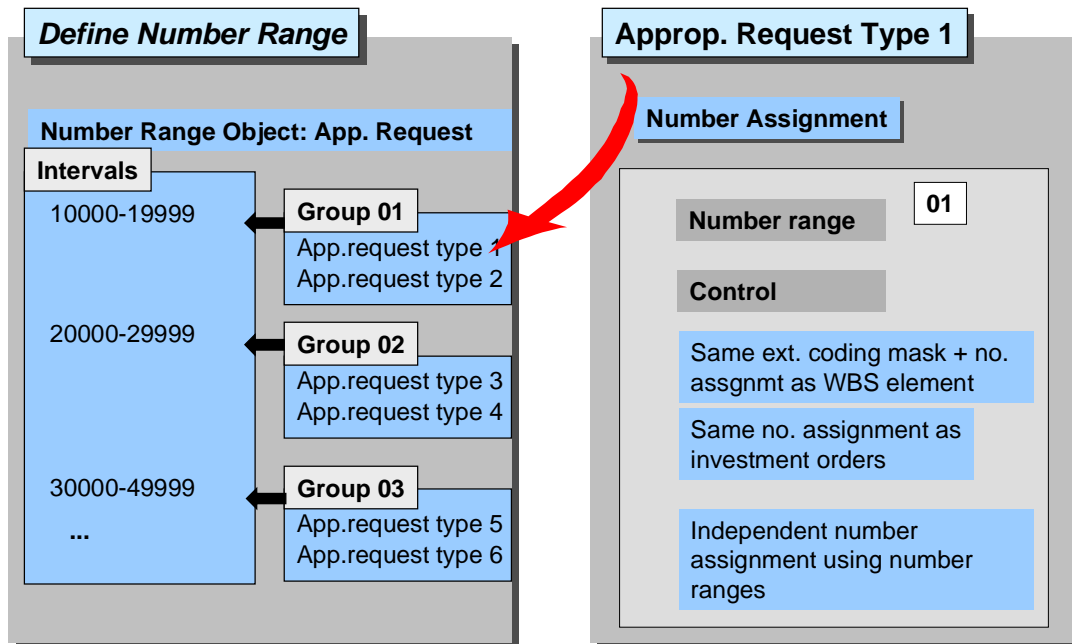 Define Number Range
Number Range Object: App. Request
Intervals
10000-19999
Group 01
App.request type 1
App.request type 2
20000-29999
Group 02
App.request type 3
App.request type 4
30000-49999
...
Group 03
App.request type 5
App.request type 6
Approp. Request Type 1
Number Assignment
Number range
01
Control
Same ext. coding mask + no.
assgnmt as WBS element
Same no. assignment as
investment orders
Independent number
assignment using number
ranges